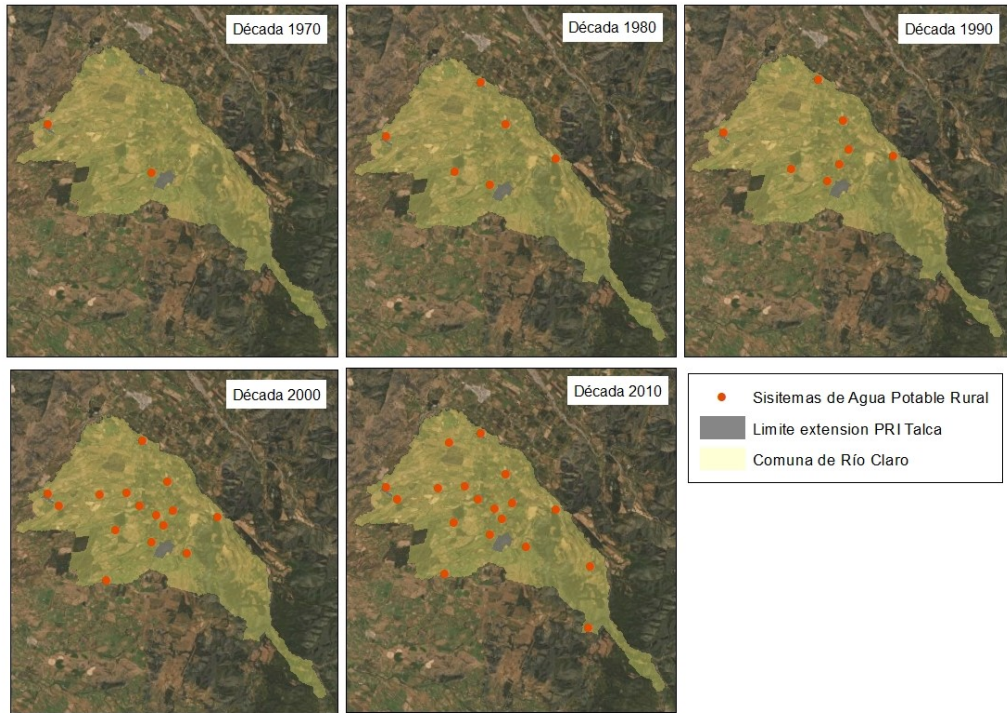 Década 1970
Década 1980
Década 1990
Década 2000
Década 2010
Sisitemas de Agua Potable Rural
Limite extension PRI Talca
Comuna de Río Claro